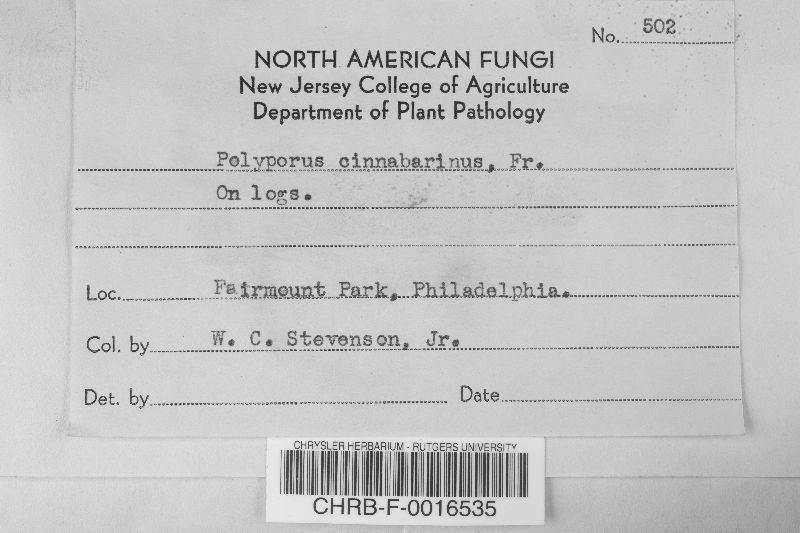 No. 502
NORTH AMERICAN FUNGI
New Jersey College of Agriculture
Department of Plant Pathology
Polyporus cinnabarinus, Fr.
On logs.
Loc. Fairmount Park, Philadelphia.
Col. by W. C. Stevenson, Jr.
Det. by Date
CHRYSLER HERBARIUM - RUTGERS UNIVERSITY
CHRB-F-0016535